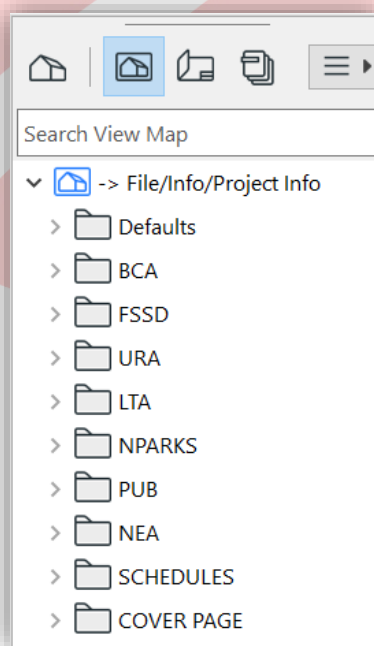 Search View Map
-> File/Info/Project Info
Defaults
BCA
FSSD
URA
LTA
NPARKS
PUB
NEA
SCHEDULES
COVER PAGE